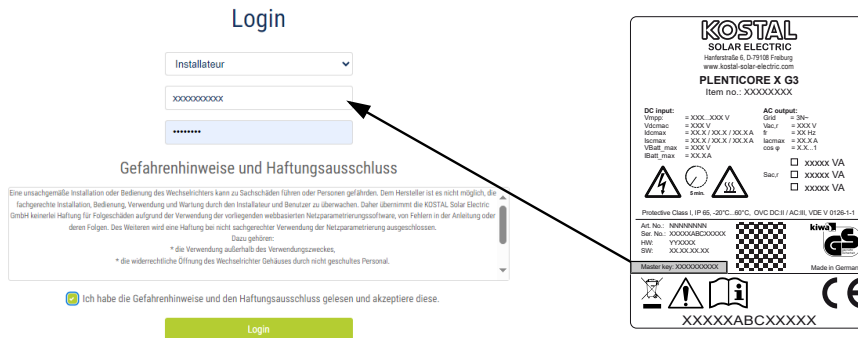 Login
Installateur
xxxxxxxxxx
••••••••
Gefahrenhinweise und Haftungsausschluss
Eine unsachgemäße Installation oder Bedienung des Wechselrichters kann zu Sachschäden führen oder Personen gefährden. Dem Hersteller ist es nicht möglich, die
fachgerechte Installation, Bedienung, Verwendung und Wartung durch den Installateur und Benutzer zu überwachen. Daher übernimmt die KOSTAL Solar Electric
GmbH keinerlei Haftung für Folgeschäden aufgrund der Verwendung der vorliegenden webbasierten Netzparametrierungssoftware, von Fehlern in der Anleitung oder
deren Folgen. Des Weiteren wird eine Haftung bei nicht sachgerechter Verwendung der Netzparametrierung ausgeschlossen.
Dazu gehören:
* die Verwendung außerhalb des Verwendungszweckes,
* die widerrechtliche Öffnung des Wechselrichter Gehäuses durch nicht geschultes Personal.
Ich habe die Gefahrenhinweise und den Haftungsausschluss gelesen und akzeptiere diese.
Login
KOSTAL
SOLAR ELECTRIC
Hanferstraße 6, D-79108 Freiburg
www.kostal-solar-electric.com
PLENTICORE X G3
Item no.: XXXXXXXX
DC input:
Vmpp: = XXX...XXX V
Vdcmac = XXX V
Idcmax = XX.X / XX.X / XX.X A
Iscmax = XX.X / XX.X / XX.X A
VBatt_max = XXX V
IBatt_max = XX.XA
AC output:
Grid = 3N~
Vac,r = XXX V
fr = XX Hz
Iacmax = XX.X A
cos φ = X.X...1
Sac,r
xxxxx VA
xxxxx VA
xxxxx VA
5 min.
Protective Class I, IP 65, -20°C...60°C, OVC DC:II / AC:III, VDE V 0126-1-1
Art. No.: NNNNNNNN
Ser. No.: XXXXXABCXXXXX
HW: YYXXXX
SW: XX.XX.XX.XX
Master key: XXXXXXXXXX
kiwa
GS
Made in German
i
CE
XXXXXABCXXXXX